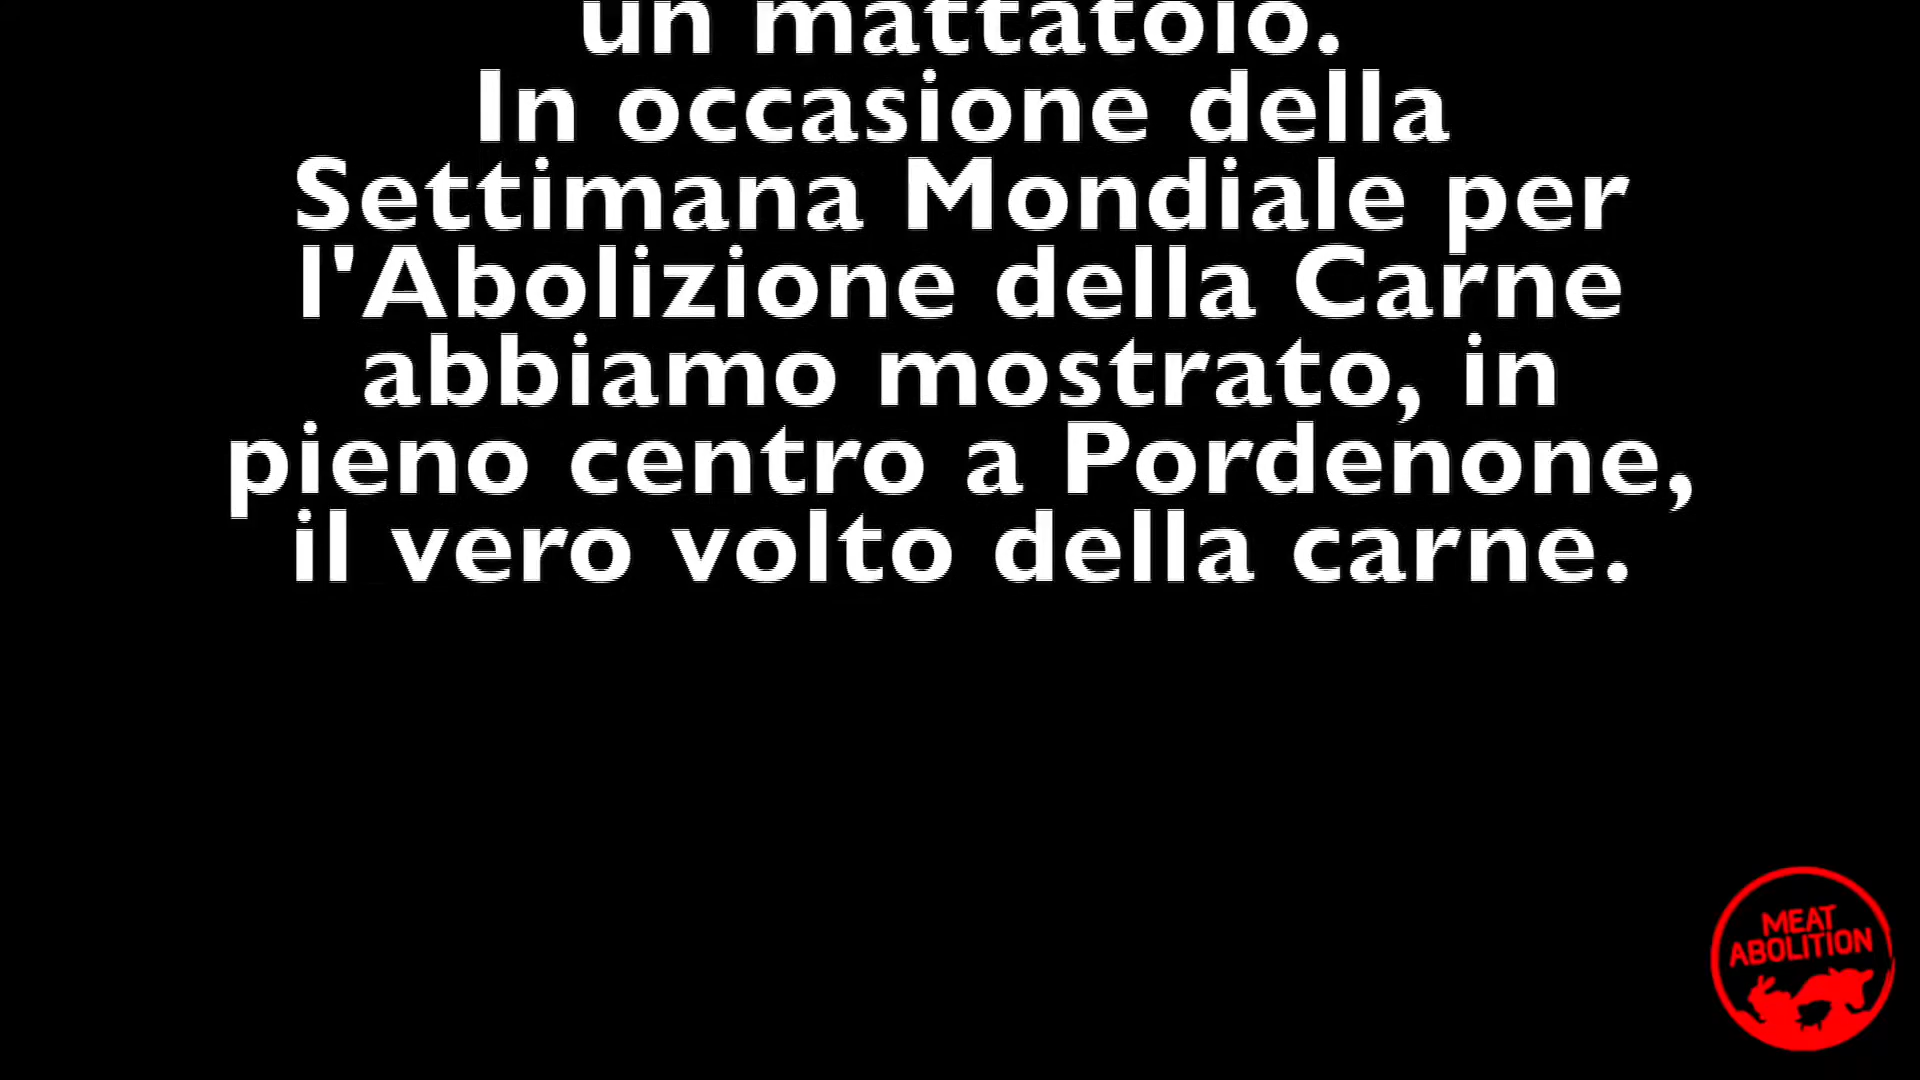 un mattatoio.
In occasione della
Settimana Mondiale per
l'Abolizione della Carne
abbiamo mostrato, in
pieno centro a Pordenone,
il vero volto della carne.
MEAT
ABOLITION